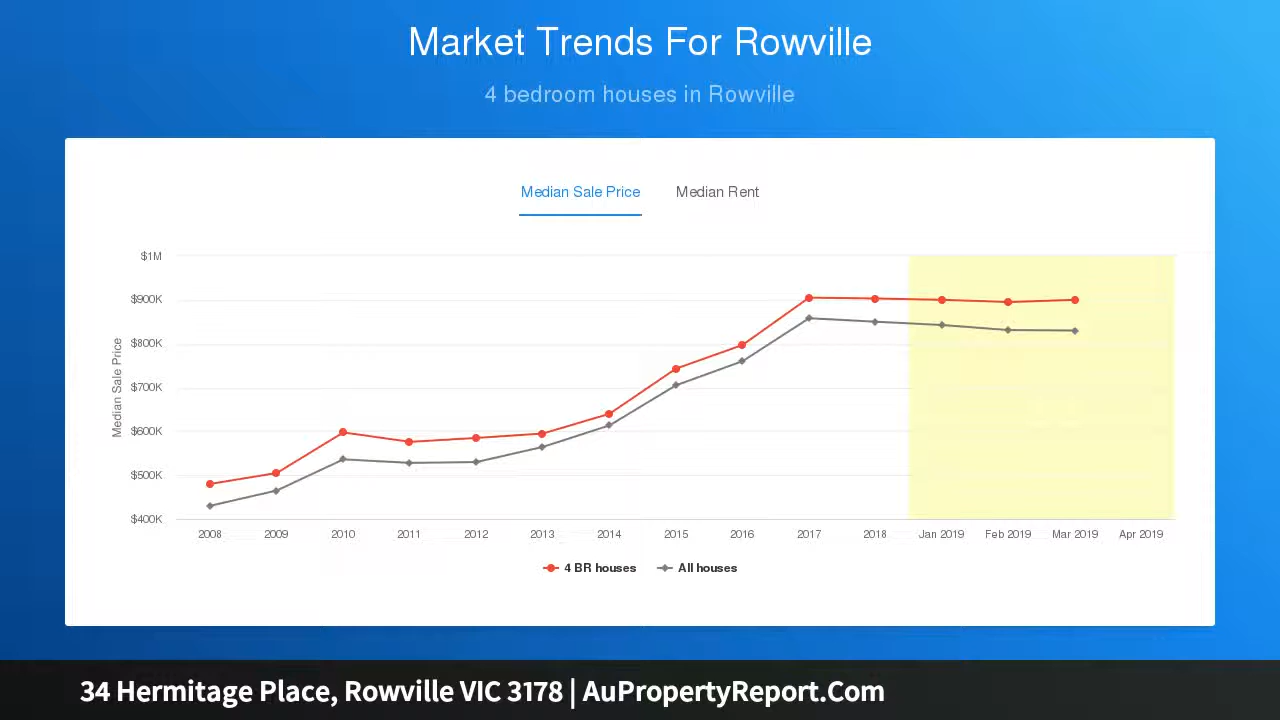 Market Trends For Rowville
4 bedroom houses in Rowville
Median Sale Price Median Rent
Median Sale Price
$1M
$900K
$800K
$700K
$600K
$500K
$400K
2008 2009 2010 2011 2012 2013 2014 2015 2016 2017 2018 Jan 2019 Feb 2019 Mar 2019 Apr 2019
4 BR houses All houses
34 Hermitage Place, Rowville VIC 3178 | AuPropertyReport.Com